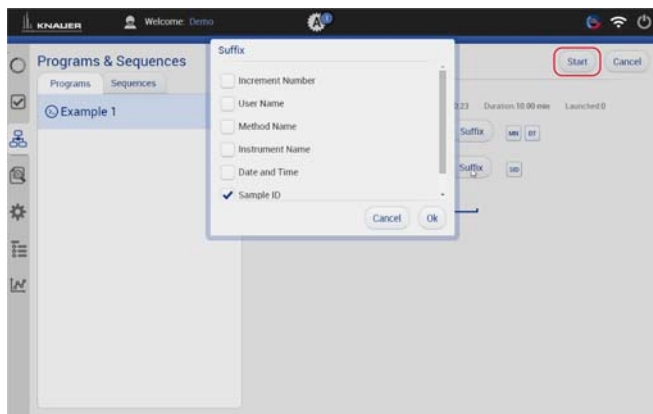 KNAUER
Welcome: Demo
A
Programs & Sequences
Programs Sequences
Example 1
Suffix
Increment Number
User Name
Method Name
Instrument Name
Date and Time
Sample ID
Cancel Ok
Start Cancel
Duration 10.00 min Launched 0
Suffix MN DT
Suffix SID